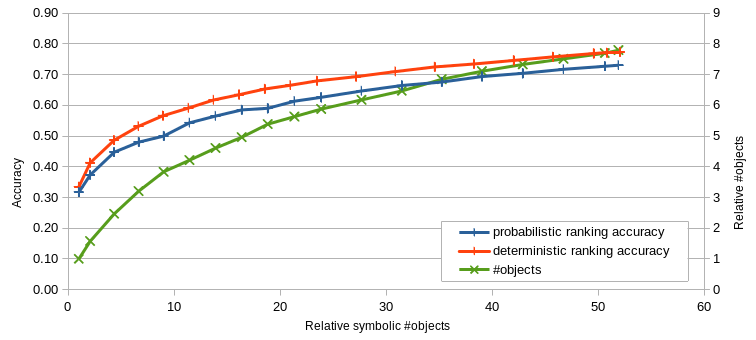 0.90
0.80
0.70
0.60
0.50
0.40
0.30
0.20
0.10
0.00
Accuracy
9
8
7
6
5
4
3
2
1
0
Relative #objects
probabilistic ranking accuracy
deterministic ranking accuracy
#objects
0 10 20 30 40 50 60
Relative symbolic #objects